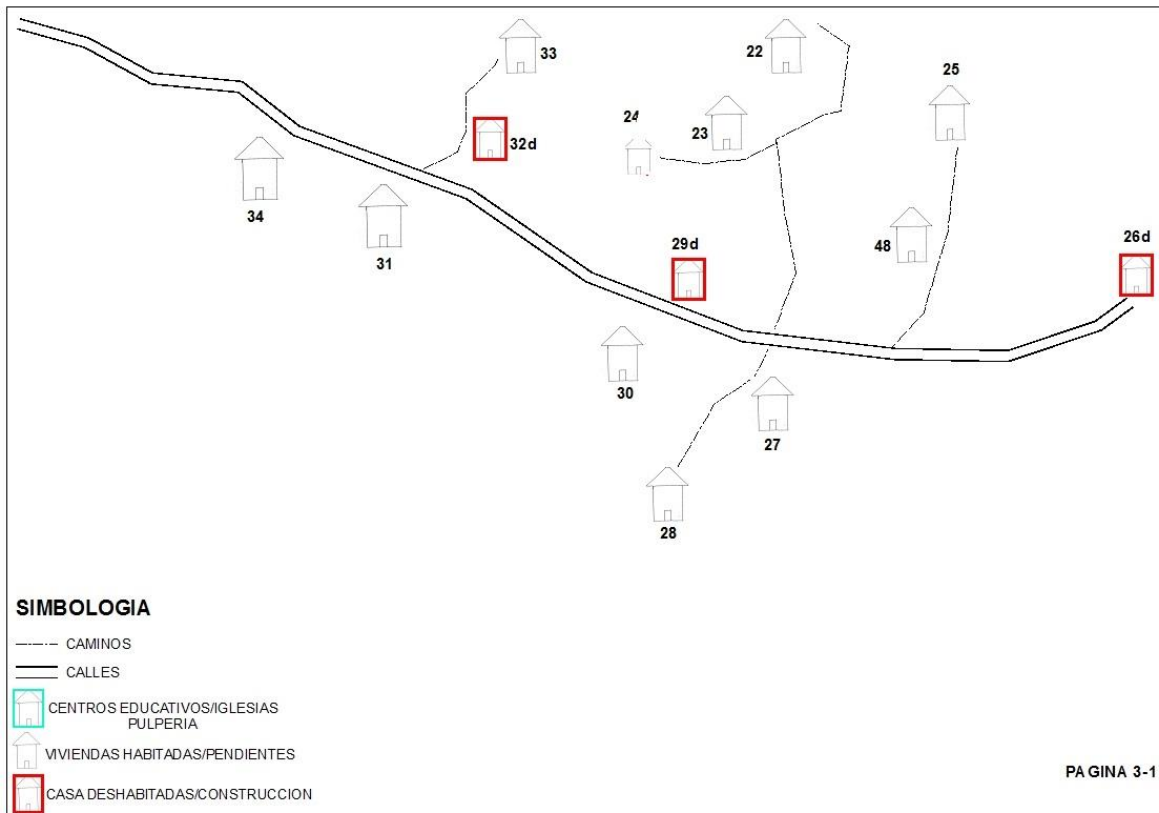 33
22
25
24
23
32d
34
31
29d
48
26d
30
27
28
SIMBOLOGIA
CAMINOS
CALLES
CENTROS EDUCATIVOS/IGLESIAS
PULPERIA
VIVIENDAS HABITADAS/PENDIENTES
CASA DESHABITADAS/CONSTRUCCION
PAGINA 3-1